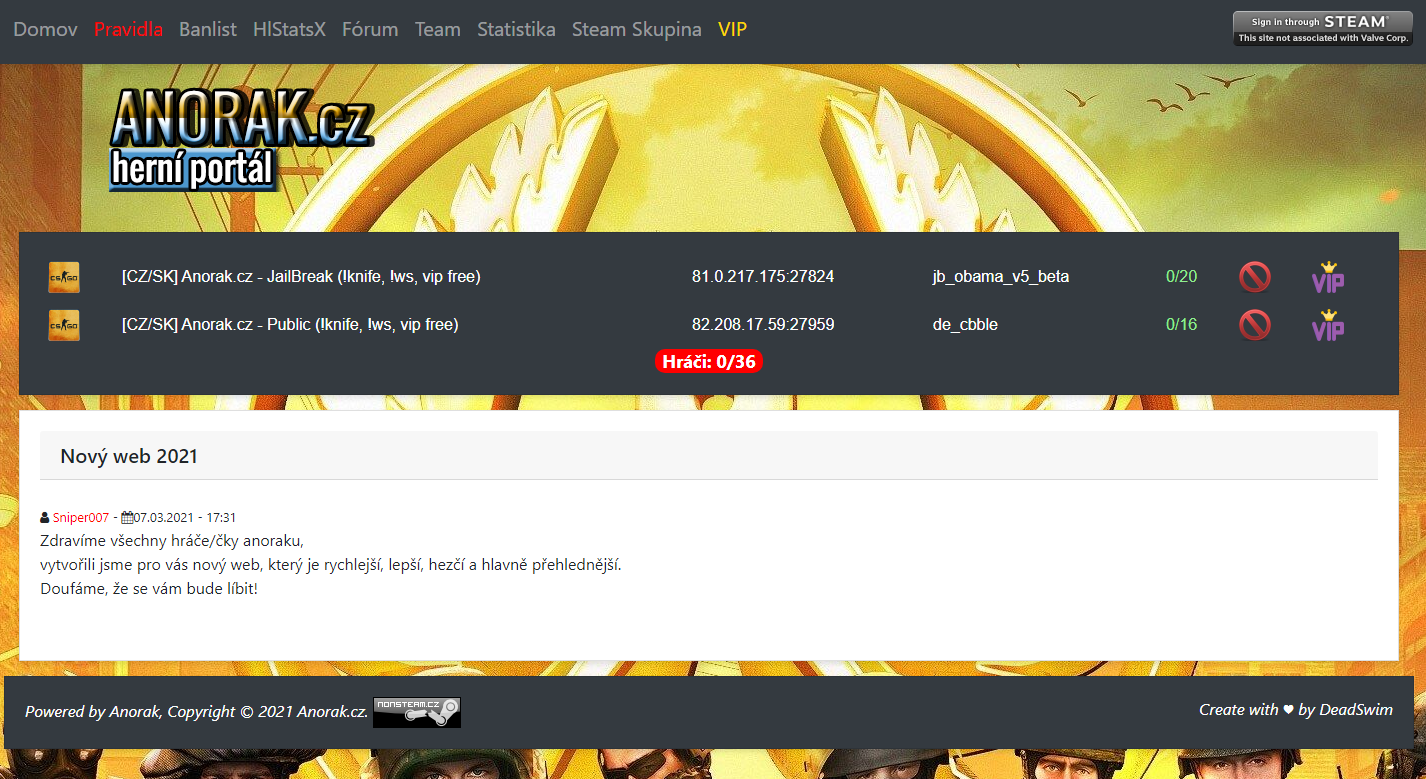 Domov Pravidla Banlist HlStatsX Fórum Team Statistika Steam Skupina VIP
Sign in through STEAM®
This site not associated with Valve Corp.
ANORAK.cz
herní portál
CS:GO [CZ/SK] Anorak.cz - JailBreak (!knife, !ws, vip free) 81.0.217.175:27824 jb_obama_v5_beta 0/20 VIP
CS:GO [CZ/SK] Anorak.cz - Public (!knife, !ws, vip free) 82.208.17.59:27959 de_cbble 0/16 VIP
Hráči: 0/36
Nový web 2021
Sniper007 - 07.03.2021 - 17:31
Zdravíme všechny hráče/čky anoraku,
vytvořili jsme pro vás nový web, který je rychlejší, lepší, hezčí a hlavně přehlednější.
Doufáme, že se vám bude líbit!
Powered by Anorak, Copyright © 2021 Anorak.cz. NONSTEAM.CZ
Create with ♥ by DeadSwim